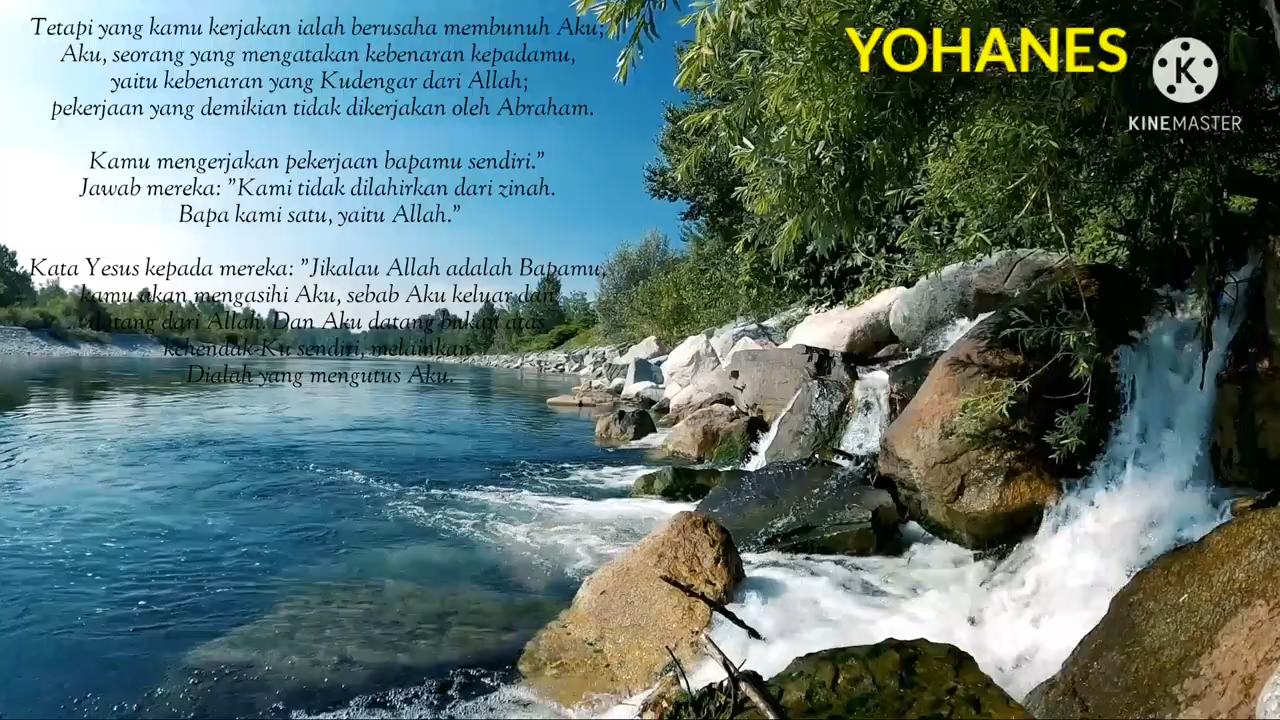 Tetapi yang kamu kerjakan ialah berusaha membunuh Aku;
Aku, seorang yang mengatakan kebenaran kepadamu,
yaitu kebenaran yang Kudengar dari Allah;
pekerjaan yang demikian tidak dikerjakan oleh Abraham.
Kamu mengerjakan pekerjaan bapamu sendiri."
Jawab mereka: "Kami tidak dilahirkan dari zinah.
Bapa kami satu, yaitu Allah."
Kata Yesus kepada mereka: "Jikalau Allah adalah Bapamu,
kamu akan mengasihi Aku, sebab Aku keluar dan
datang dari Allah. Dan Aku datang bukan atas
kehendak-Ku sendiri, melainkan
Dialah yang mengutus Aku.
YOHANES
K
KINEMASTER